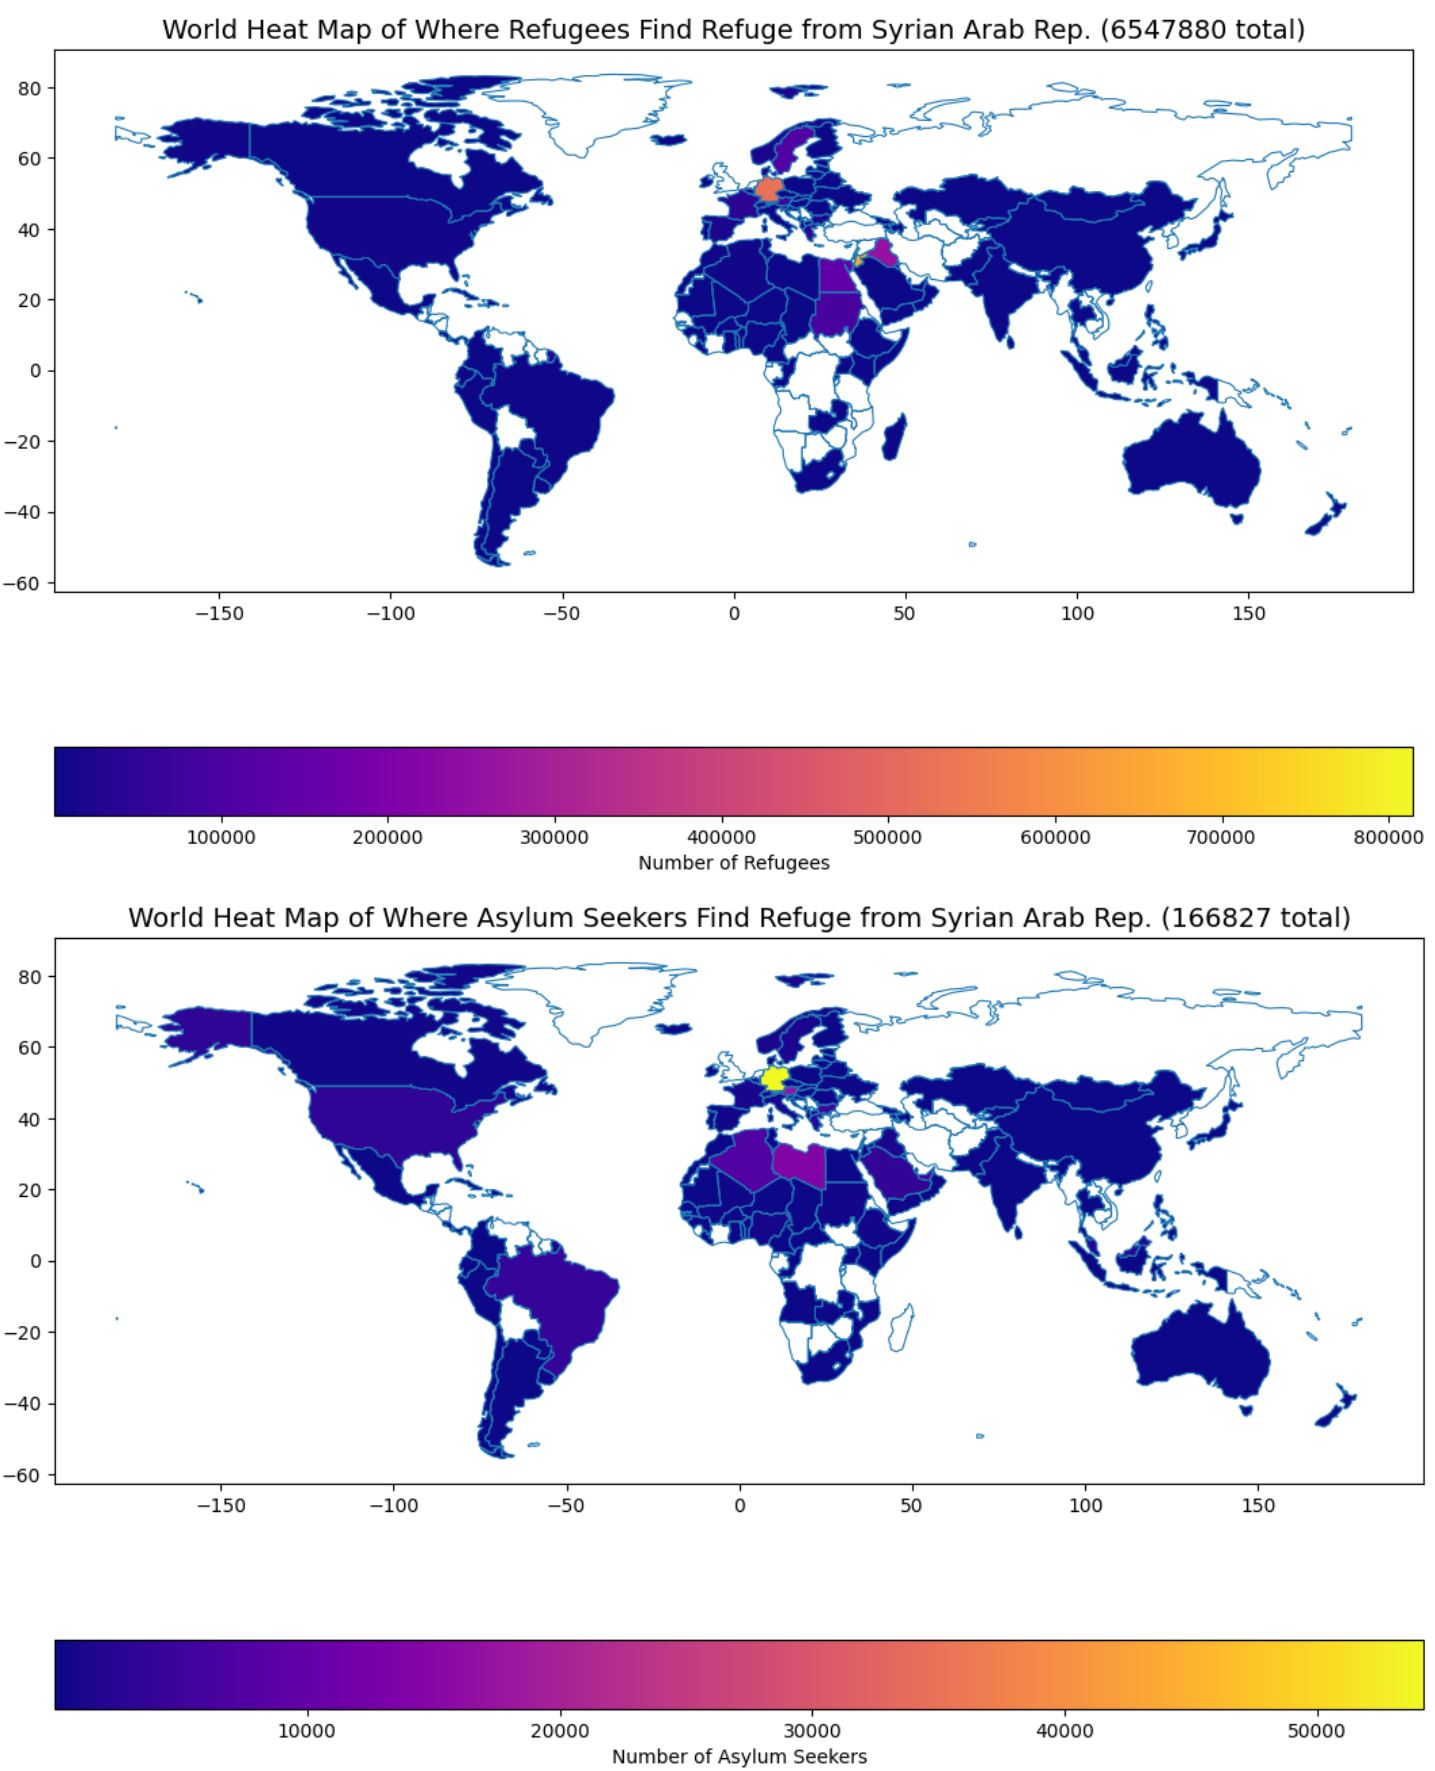 World Heat Map of Where Refugees Find Refuge from Syrian Arab Rep. (6547880 total)
80
60
40
20
0
−20
−40
−60
−150 −100 −50 0 50 100 150
100000 200000 300000 400000 500000 600000 700000 800000
Number of Refugees
World Heat Map of Where Asylum Seekers Find Refuge from Syrian Arab Rep. (166827 total)
80
60
40
20
0
−20
−40
−60
−150 −100 −50 0 50 100 150
10000 20000 30000 40000 50000
Number of Asylum Seekers